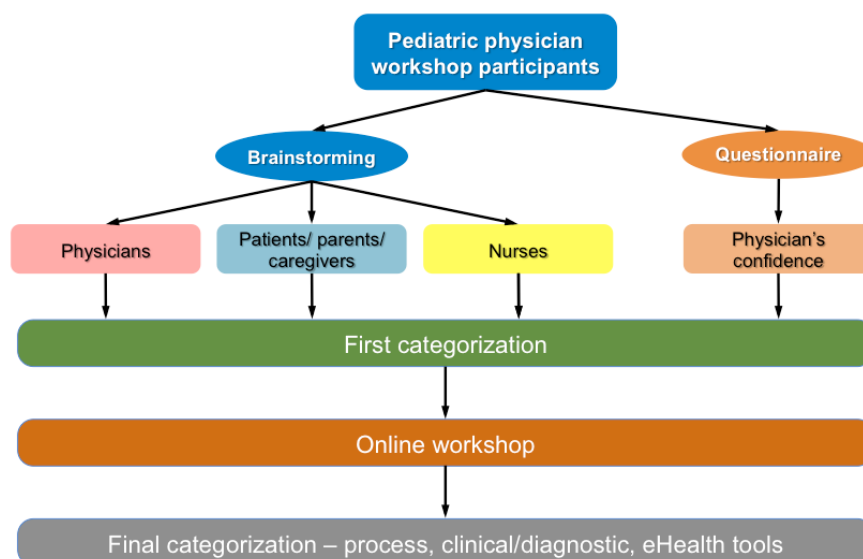 Pediatric physician
workshop participants
Brainstorming
Questionnaire
Physicians
Patients/ parents/
caregivers
Nurses
Physician's
confidence
First categorization
Online workshop
Final categorization – process, clinical/diagnostic, eHealth tools